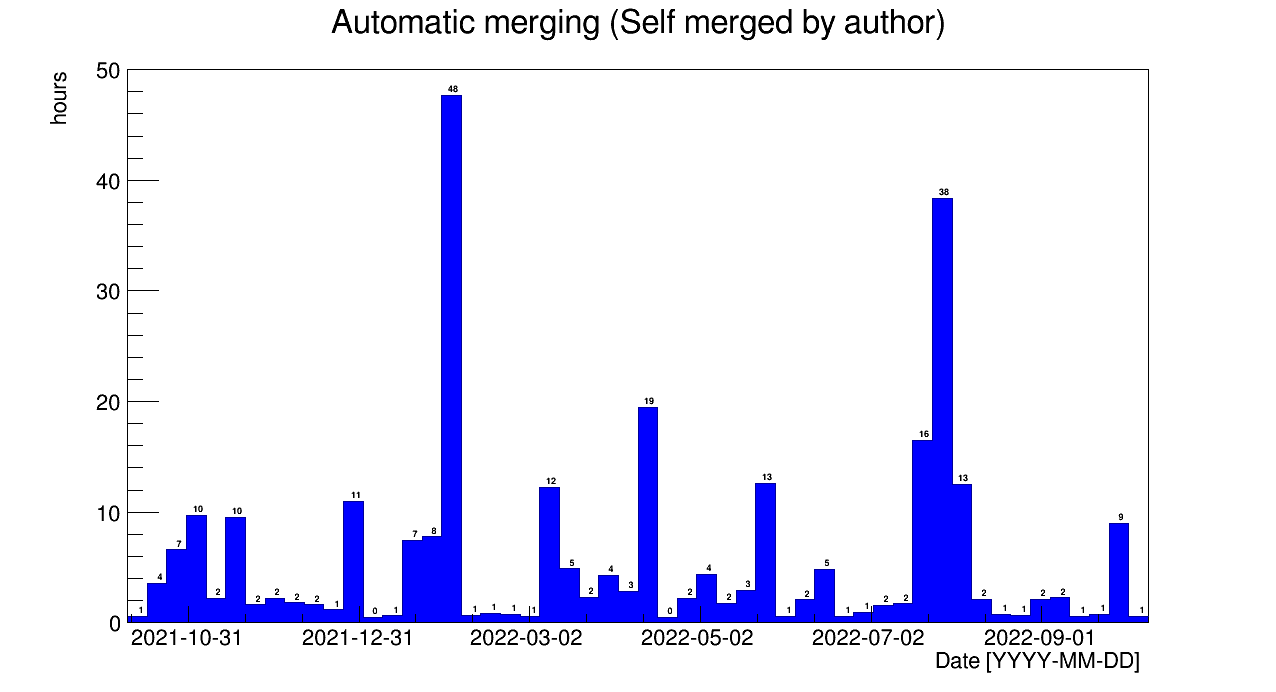 Automatic merging (Self merged by author)
hours
50
40
30
20
10
0
1 4 7 10 2 10 2 2 2 2 1 11 0 1 7 8 48 1 1 1 1 12 5 2 4 3 19 0 2 4 2 3 13 1 2 5 1 1 2 2 16 38 13 2 1 1 2 2 1 1 9 1
2021-10-31 2021-12-31 2022-03-02 2022-05-02 2022-07-02 2022-09-01
Date [YYYY-MM-DD]